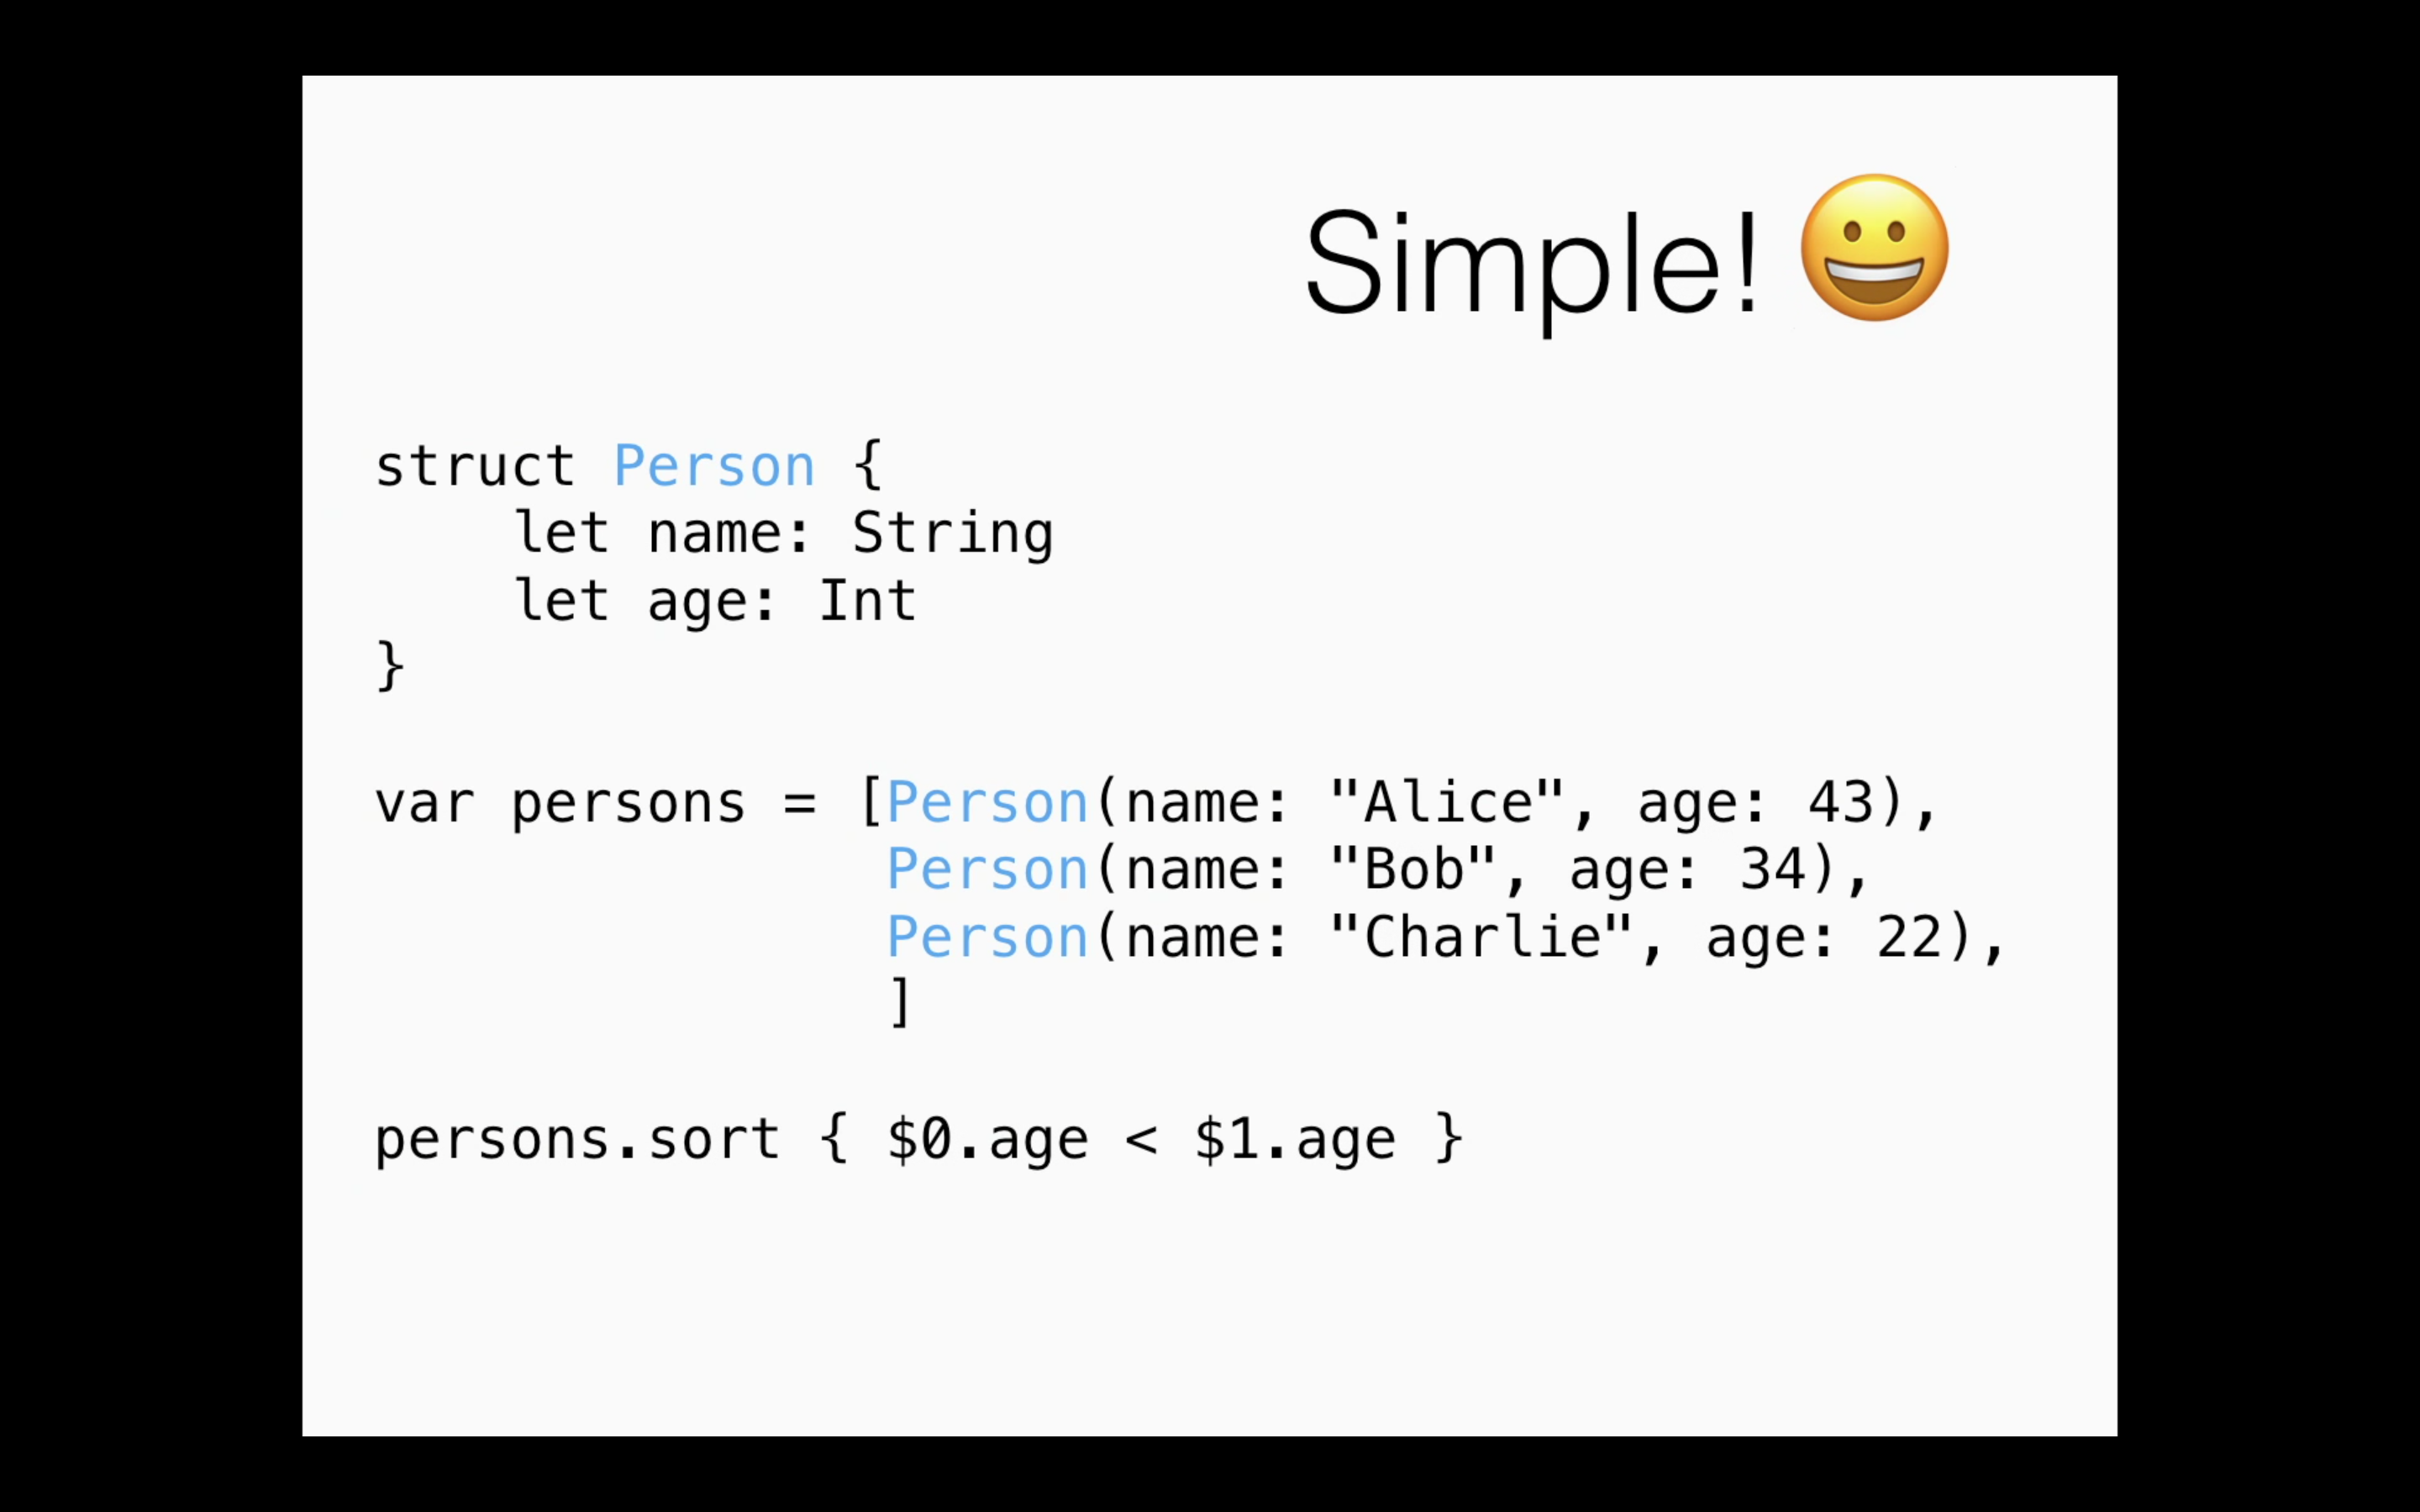 Simple! 😀
struct Person {
    let name: String
    let age: Int
}
var persons = [Person(name: "Alice", age: 43),
               Person(name: "Bob", age: 34),
               Person(name: "Charlie", age: 22),
               ]
persons.sort { $0.age < $1.age }